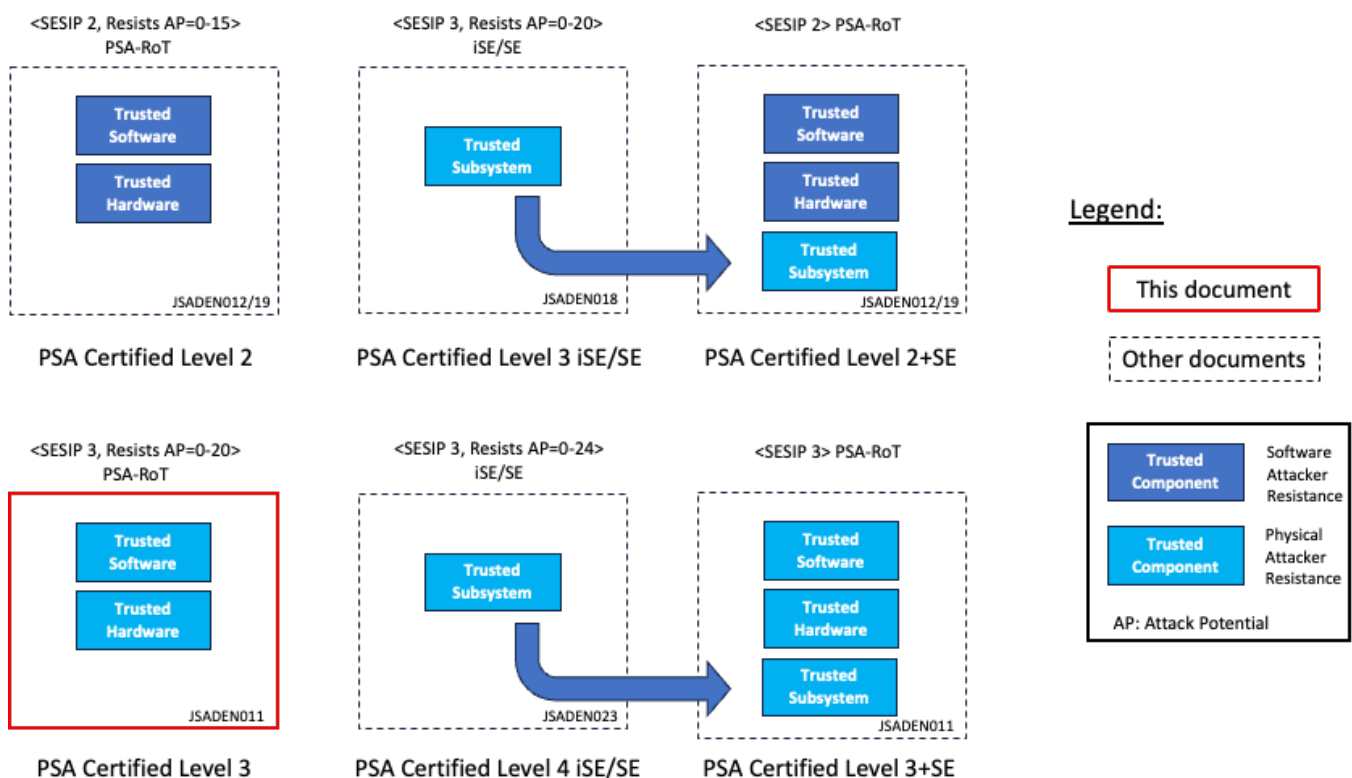 <SESIP 2, Resists AP=0-15>
PSA-RoT
Trusted
Software
Trusted
Hardware
JSADEN012/19
PSA Certified Level 2
<SESIP 3, Resists AP=0-20>
iSE/SE
Trusted
Subsystem
JSADEN018
PSA Certified Level 3 iSE/SE
<SESIP 2> PSA-RoT
Trusted
Software
Trusted
Hardware
Trusted
Subsystem
JSADEN012/19
PSA Certified Level 2+SE
<SESIP 3, Resists AP=0-20>
PSA-RoT
Trusted
Software
Trusted
Hardware
JSADEN011
PSA Certified Level 3
<SESIP 3, Resists AP=0-24>
iSE/SE
Trusted
Subsystem
JSADEN023
PSA Certified Level 4 iSE/SE
<SESIP 3> PSA-RoT
Trusted
Software
Trusted
Hardware
Trusted
Subsystem
JSADEN011
PSA Certified Level 3+SE
Legend:
This document
Other documents
Trusted
Component
Software
Attacker
Resistance
Trusted
Component
Physical
Attacker
Resistance
AP: Attack Potential